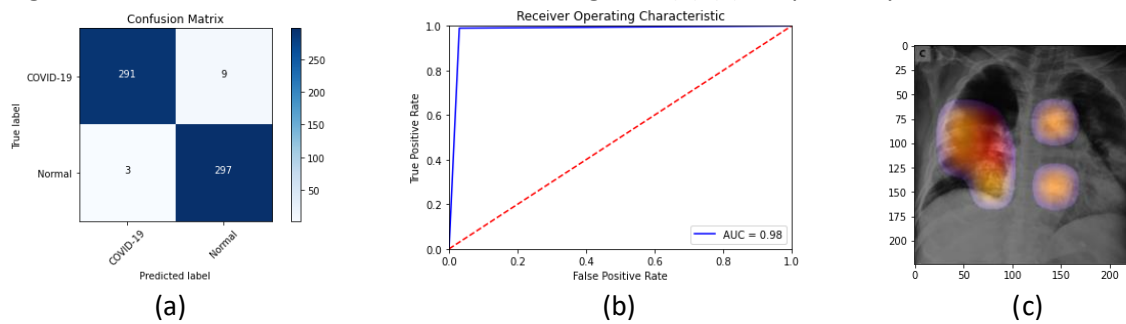 Confusion Matrix
COVID-19
Normal
True label
291
9
3
297
250
200
150
100
50
COVID-19
Normal
Predicted label
(a)
Receiver Operating Characteristic
True Positive Rate
1.0
0.8
0.6
0.4
0.2
0.0
AUC = 0.98
0.0 0.2 0.4 0.6 0.8 1.0
False Positive Rate
(b)
C
0
25
50
75
100
125
150
175
200
0 50 100 150 200
(c)